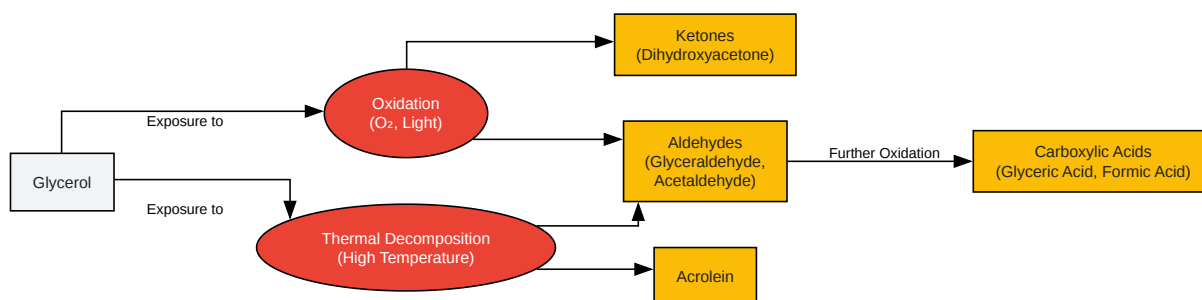 Ketones
(Dihydroxyacetone)
Oxidation
(O₂, Light)
Exposure to
Aldehydes
(Glyceraldehyde,
Acetaldehyde)
Further Oxidation
Carboxylic Acids
(Glyceric Acid, Formic Acid)
Glycerol
Exposure to
Thermal Decomposition
(High Temperature)
Acrolein